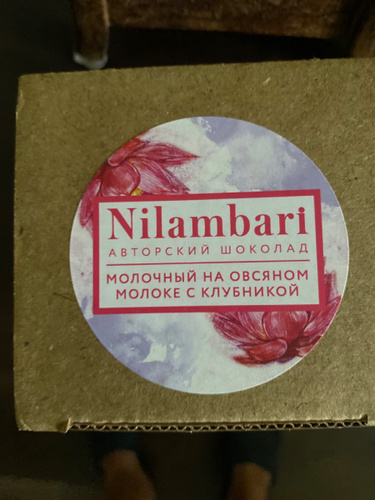 Nilambari
АВТОРСКИЙ ШОКОЛАД
МОЛОЧНЫЙ НА ОВСЯНОМ
МОЛОКЕ С КЛУБНИКОЙ